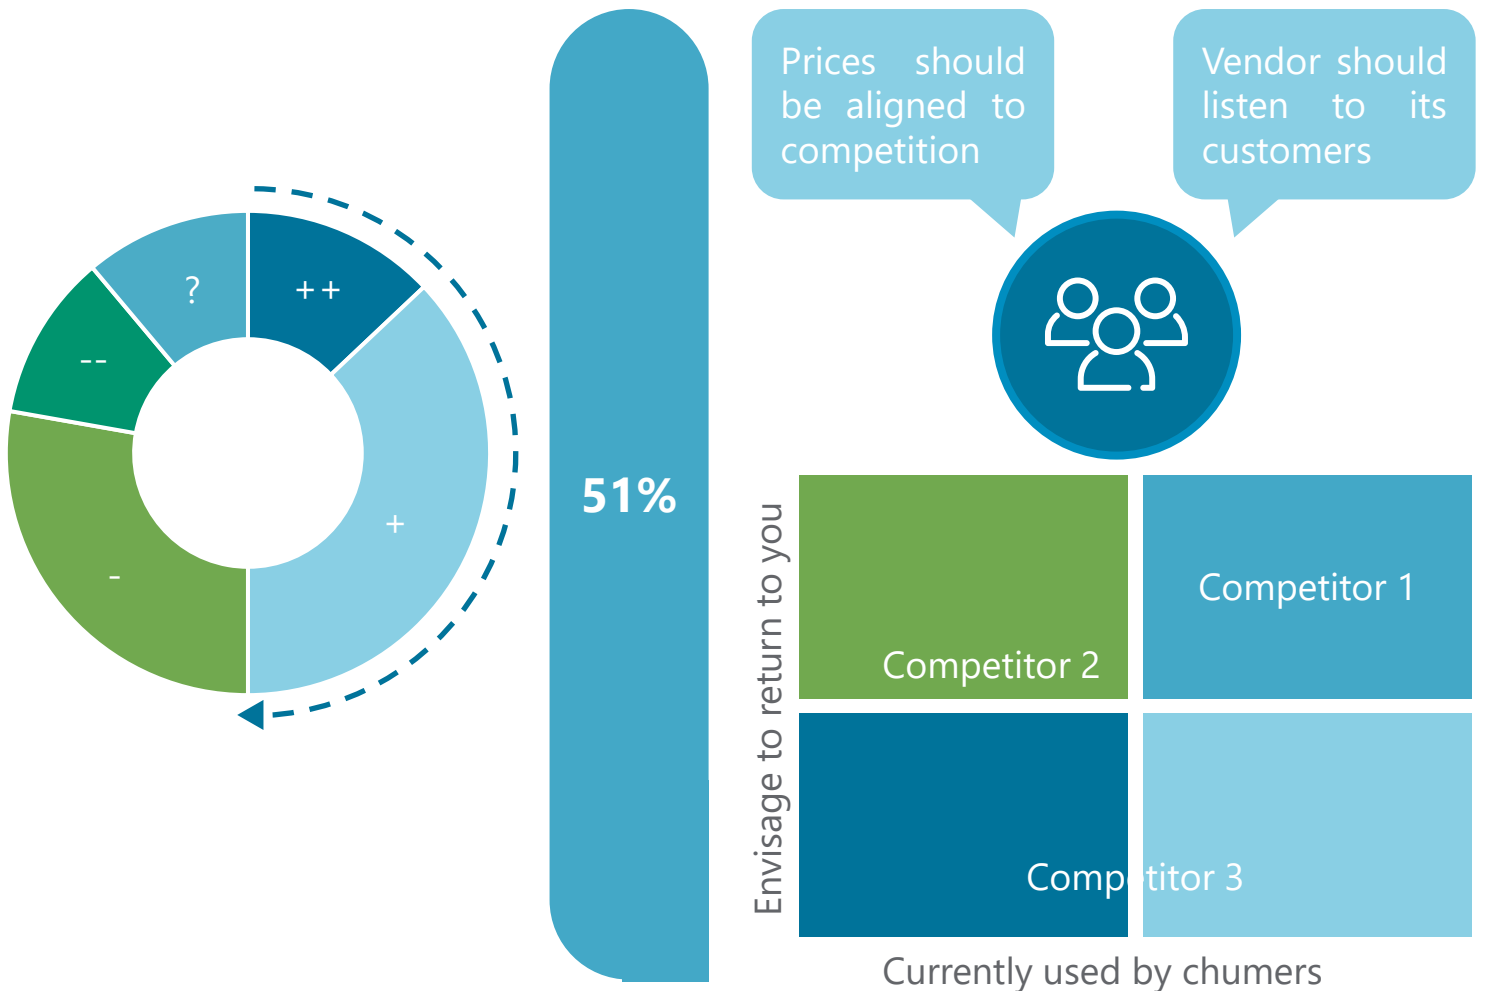 ?
++
--
+
-
51%
Prices should
be aligned to
competition
Vendor should
listen to its
customers
Envisage to return to you
Competitor 1
Competitor 2
Competitor 3
Currently used by chumers